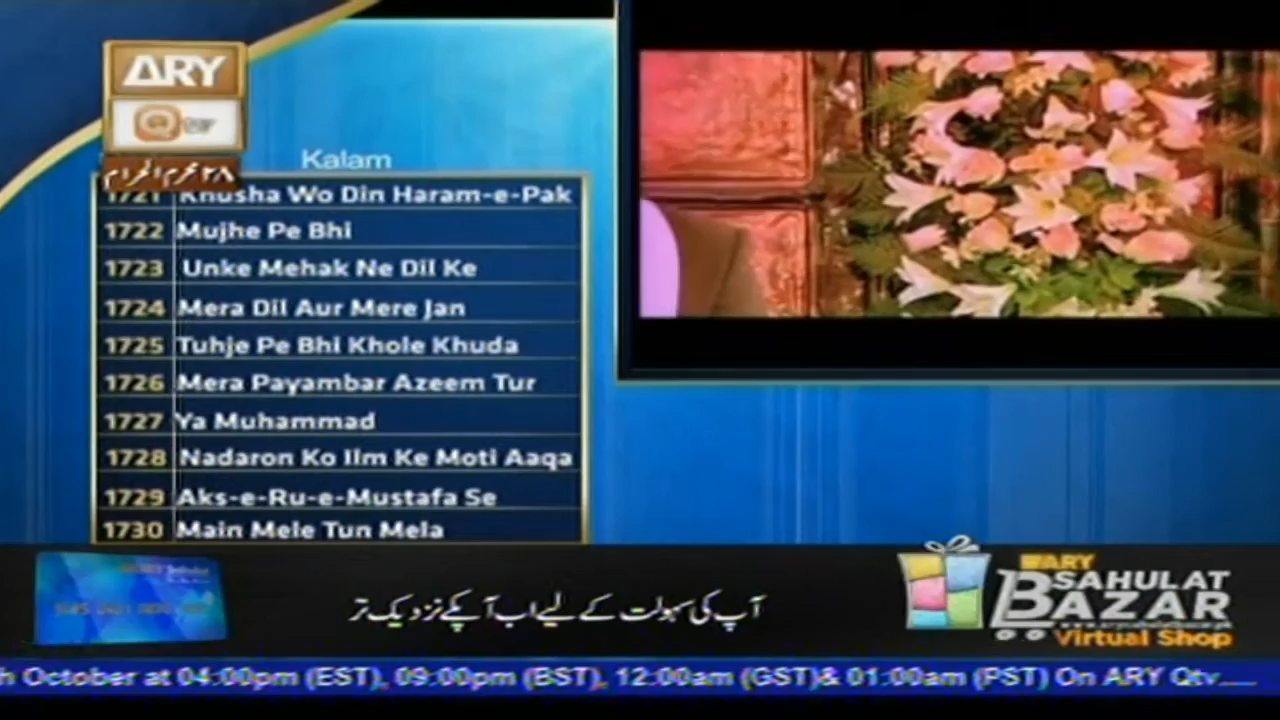 ARY
Q
۲۸ محرم الحرام
Kalam
1721 Khusha Wo Din Haram-e-Pak
1722 Mujhe Pe Bhi
1723 Unke Mehak Ne Dil Ke
1724 Mera Dil Aur Mere Jan
1725 Tuhje Pe Bhi Khole Khuda
1726 Mera Payambar Azeem Tur
1727 Ya Muhammad
1728 Nadaron Ko Ilm Ke Moti Aaqa
1729 Aks-e-Ru-e-Mustafa Se
1730 Main Mele Tun Mela
آپ کی سہولت کے لیے اب آپکے نزدیک تر
ARY
SAHULAT
BAZAR
Virtual Shop
h October at 04:00pm (EST), 09:00pm (BST), 12:00am (GST)& 01:00am (PST) On ARY Qtv.....